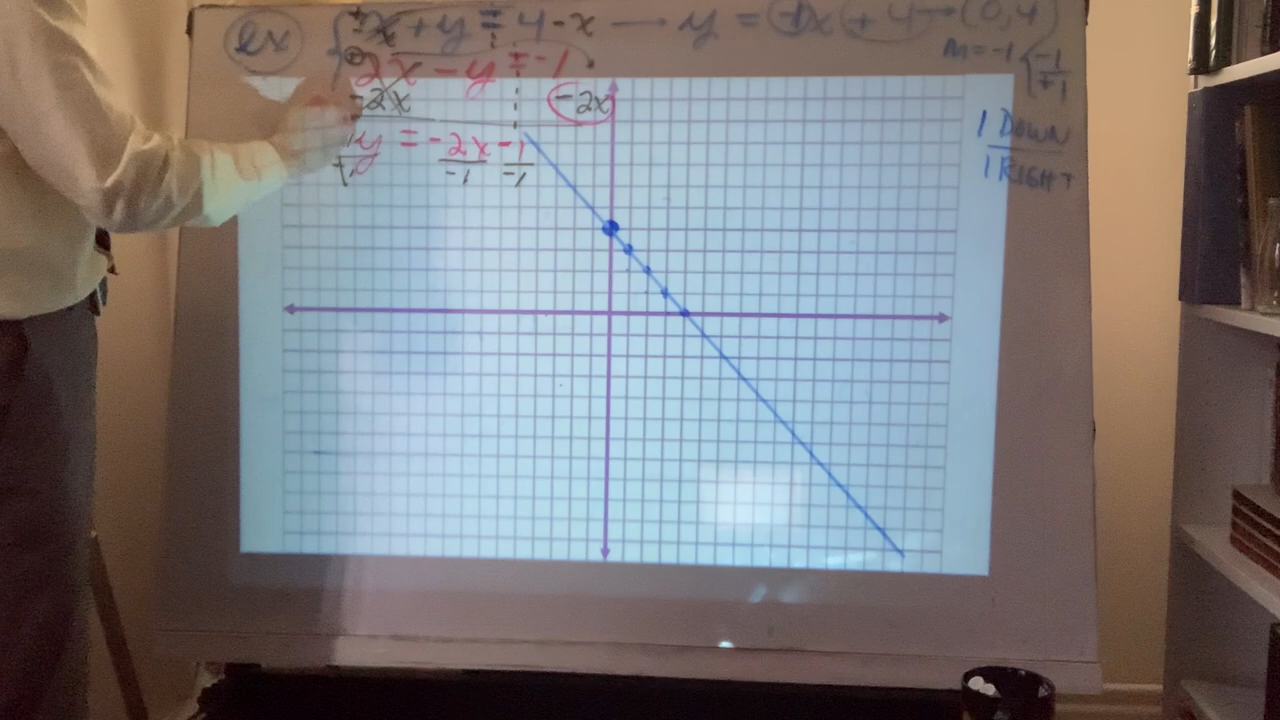 ex x + y = 4 - x → y = -1x + 4 → (0,4)
2x - y = -1 m = -1 { -1/+1
-2x -2x
1 DOWN
y = -2x - 1
-1 -1
1 RIGHT